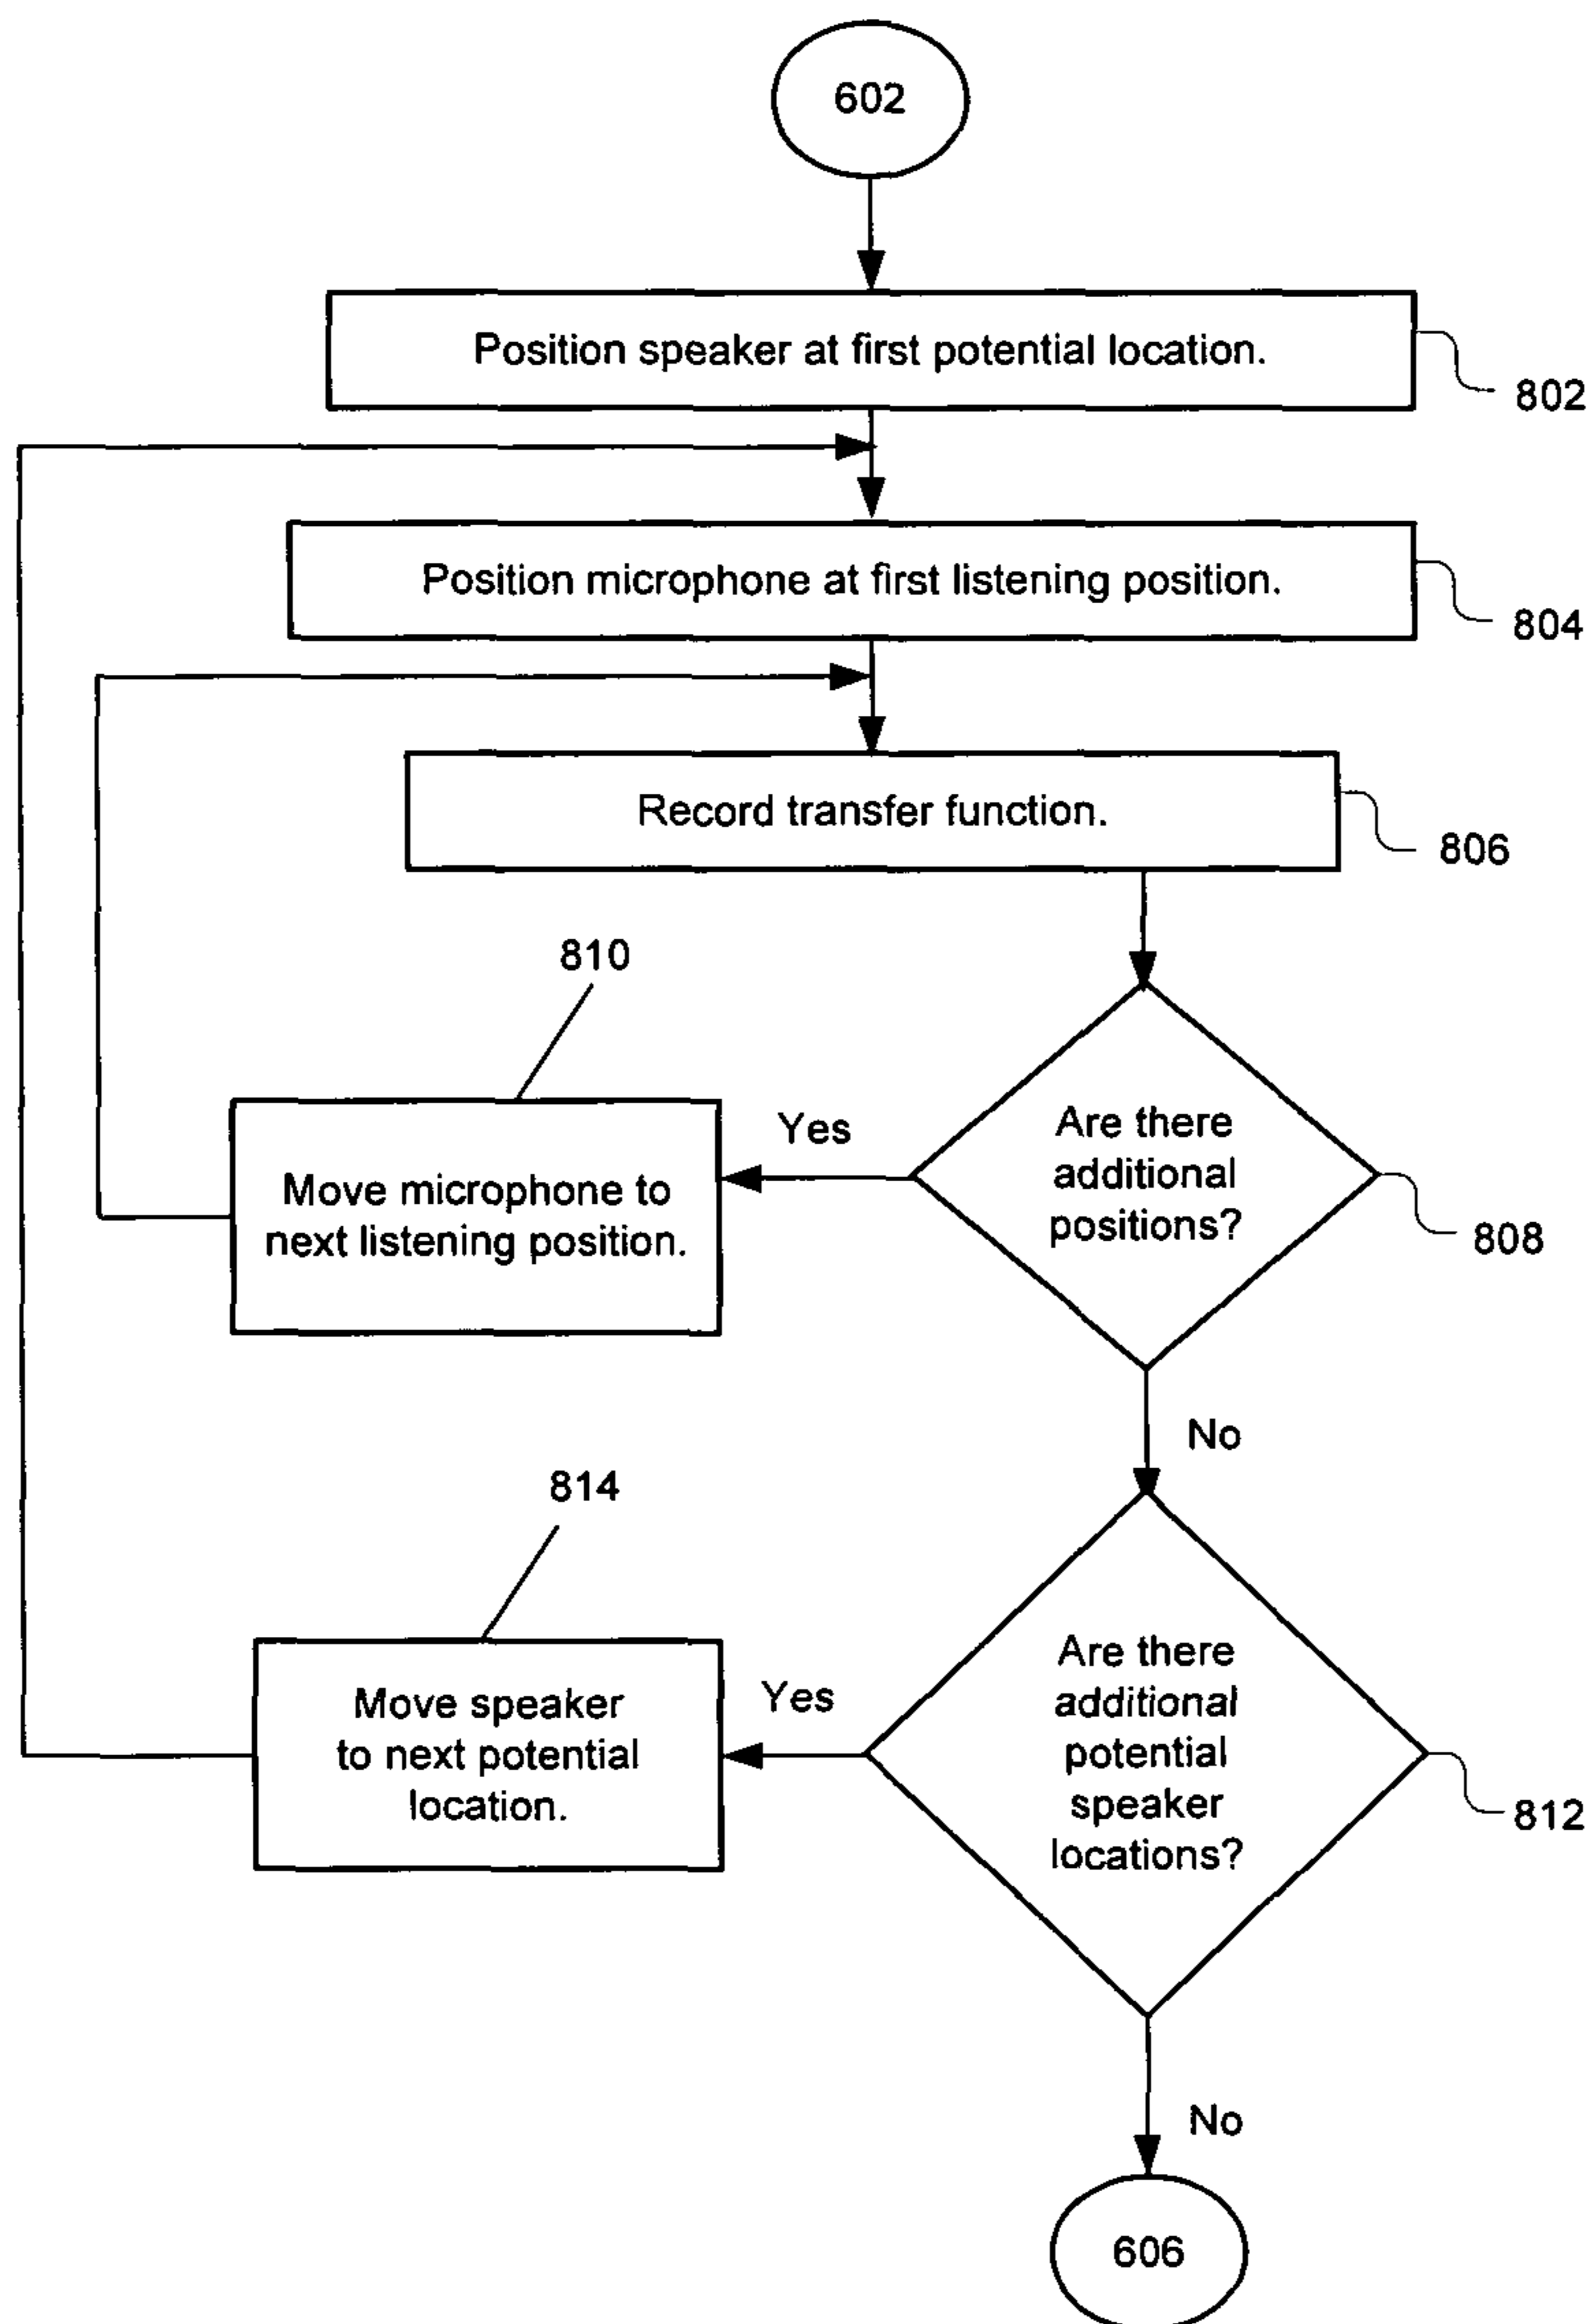 602
Position speaker at first potential location.
802
Position microphone at first listening position.
804
Record transfer function.
806
810
Are there
additional
positions?
808
Yes
Move microphone to
next listening position.
No
814
Are there
additional
potential
speaker
locations?
812
Yes
Move speaker
to next potential
location.
No
606